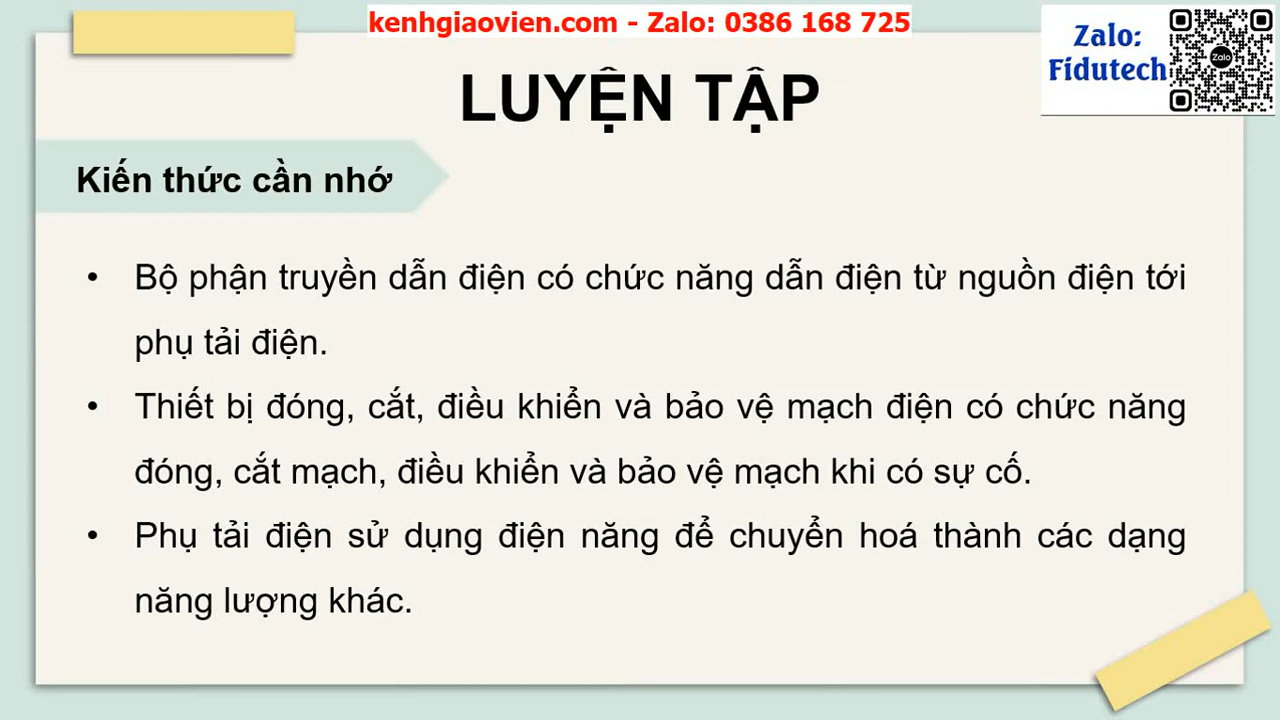 kenhgiaovien.com - Zalo: 0386 168 725
Zalo:
Fidutech
Zalo
LUYỆN TẬP
Kiến thức cần nhớ
• Bộ phận truyền dẫn điện có chức năng dẫn điện từ nguồn điện tới
phụ tải điện.
• Thiết bị đóng, cắt, điều khiển và bảo vệ mạch điện có chức năng
đóng, cắt mạch, điều khiển và bảo vệ mạch khi có sự cố.
• Phụ tải điện sử dụng điện năng để chuyển hoá thành các dạng
năng lượng khác.